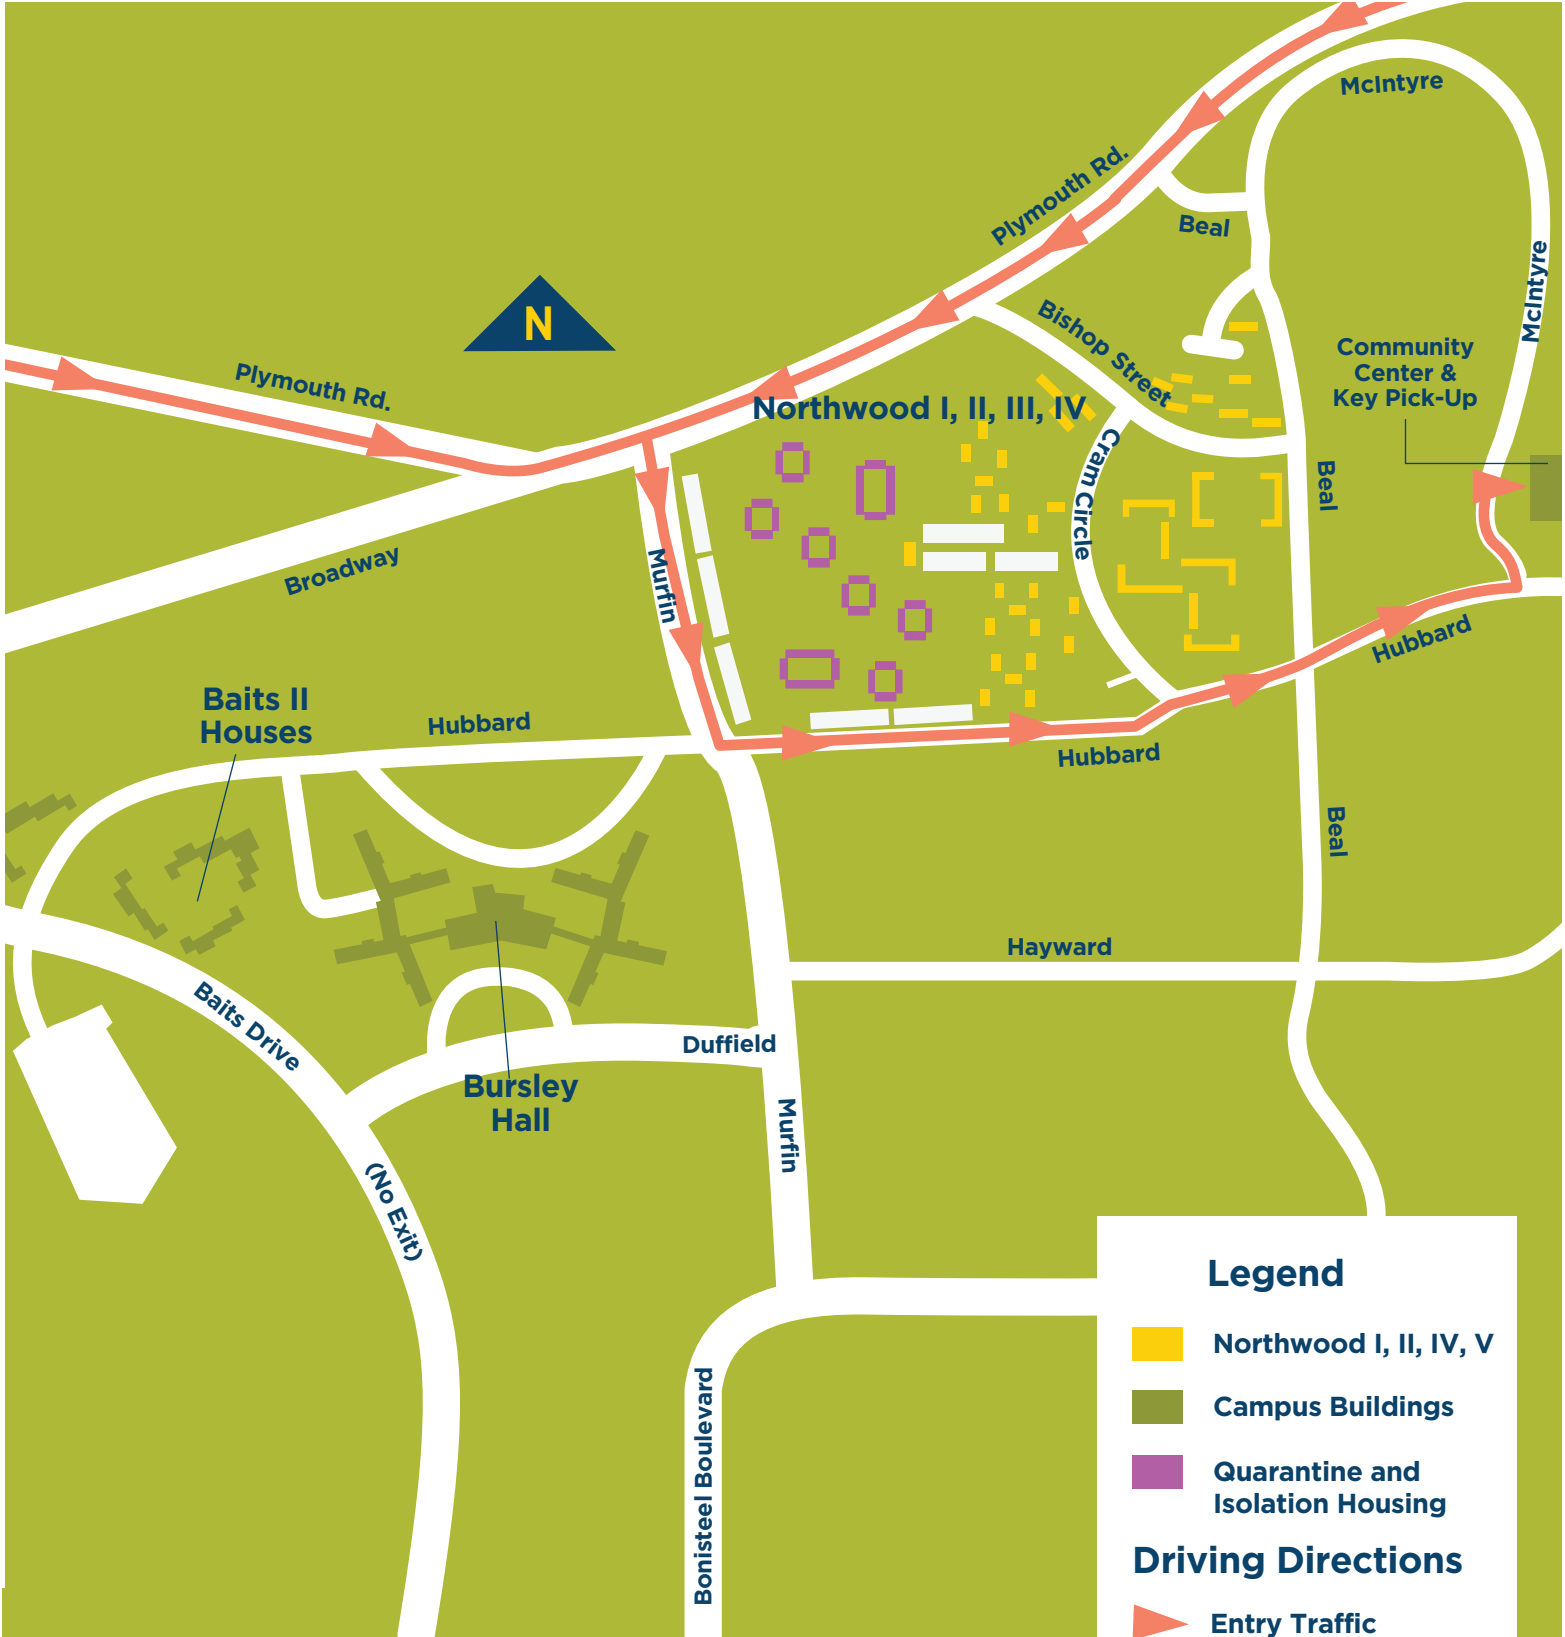 McIntyre
Plymouth Rd.
Beal
McIntyre
N
Bishop Street
Community
Center &
Key Pick-Up
Plymouth Rd.
Northwood I, II, III, IV
Cram Circle
Beal
Broadway
Murfin
Hubbard
Baits II
Houses
Hubbard
Hubbard
Beal
Hayward
Baits Drive
Duffield
Bursley
Hall
Murfin
(No Exit)
Bonisteel Boulevard
Legend
Northwood I, II, IV, V
Campus Buildings
Quarantine and
Isolation Housing
Driving Directions
Entry Traffic